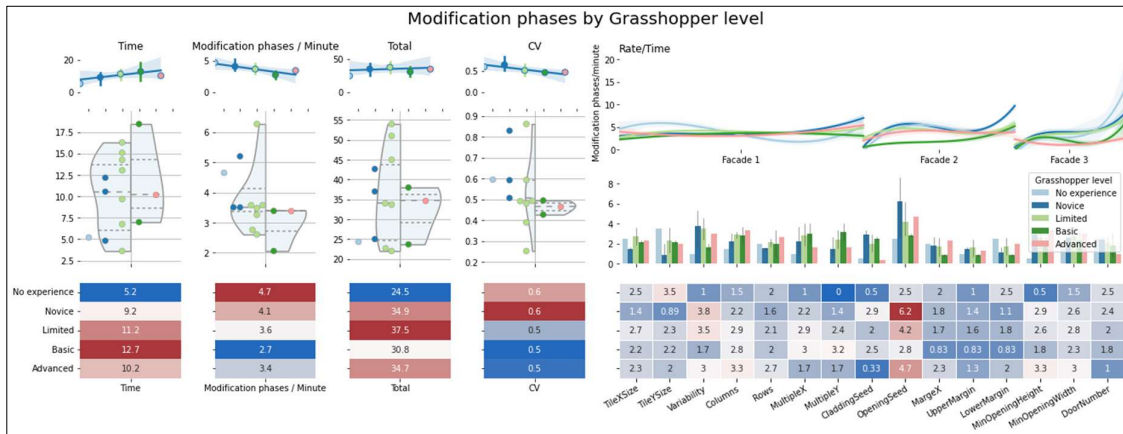 Modification phases by Grasshopper level
Time
Modification phases / Minute
Total
CV
Rate/Time
20
0
5
0
50
0
0.5
0.0
Modification phases/minute
20
15
10
5
0
Facade 1
Facade 2
Facade 3
17.5
15.0
12.5
10.0
7.5
5.0
2.5
6
5
4
3
2
55
50
45
40
35
30
25
20
0.9
0.8
0.7
0.6
0.5
0.4
0.3
0.2
8
6
4
2
0
Grasshopper level
No experience
Novice
Limited
Basic
Advanced
No experience 5.2 4.7 24.5 0.6 2.5 3.5 1 1.5 2 1 0 0.5 2.5 2 1 2.5 0.5 1.5 2.5
Novice 9.2 4.1 34.9 0.6 1.4 0.89 3.8 2.2 1.6 2.2 1.4 2.9 6.2 1.8 1.4 1.1 2.9 2.6 2.4
Limited 11.2 3.6 37.5 0.5 2.7 2.3 3.5 2.9 2.1 2.9 2.4 2 4.2 1.7 1.6 1.8 2.6 2.8 2
Basic 12.7 2.7 30.8 0.5 2.2 2.2 1.7 2.8 2 3 3.2 2.5 2.8 0.83 0.83 0.83 1.8 2.3 1.8
Advanced 10.2 3.4 34.7 0.5 2.3 2 3 3.3 2.7 1.7 1.7 0.33 4.7 2.3 1.3 2 3.3 3 1
Time
Modification phases / Minute
Total
CV
TileXSize
TileYSize
Variability
Columns
Rows
MultipleX
MultipleY
CladdingSeed
OpeningSeed
MargeX
UpperMargin
LowerMargin
MinOpeningHeight
MinOpeningWidth
DoorNumber